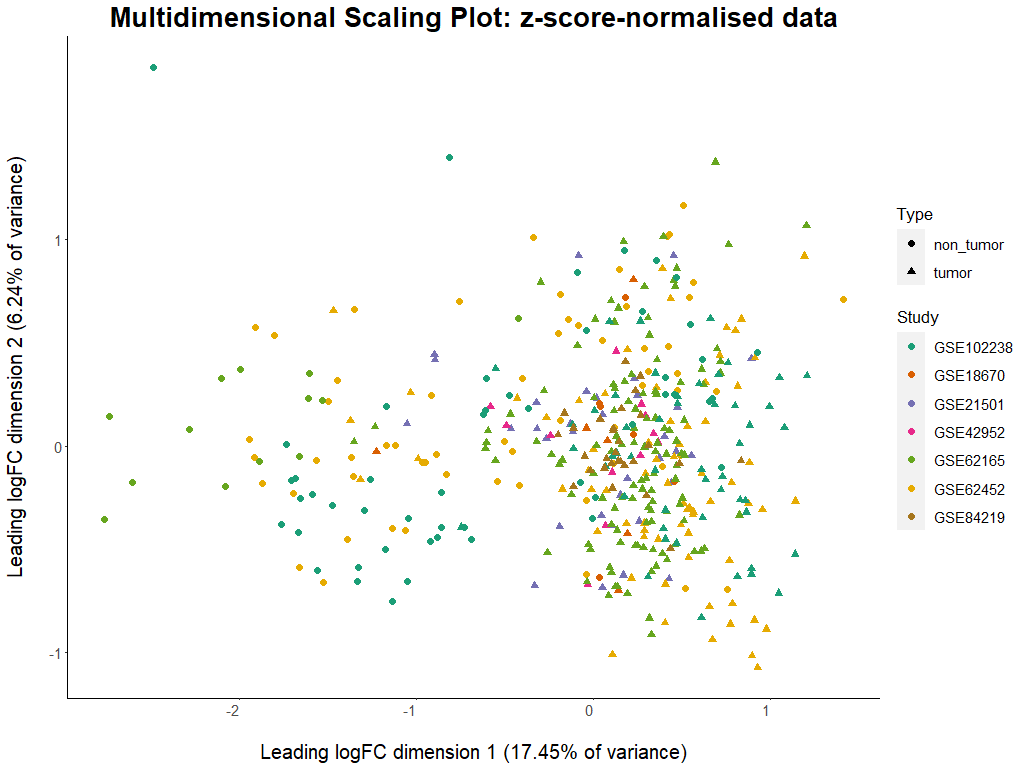 Multidimensional Scaling Plot: z-score-normalised data
Leading logFC dimension 2 (6.24% of variance)
1
0
-1
-2
-1
0
1
Leading logFC dimension 1 (17.45% of variance)
Type
non_tumor
tumor
Study
GSE102238
GSE18670
GSE21501
GSE42952
GSE62165
GSE62452
GSE84219